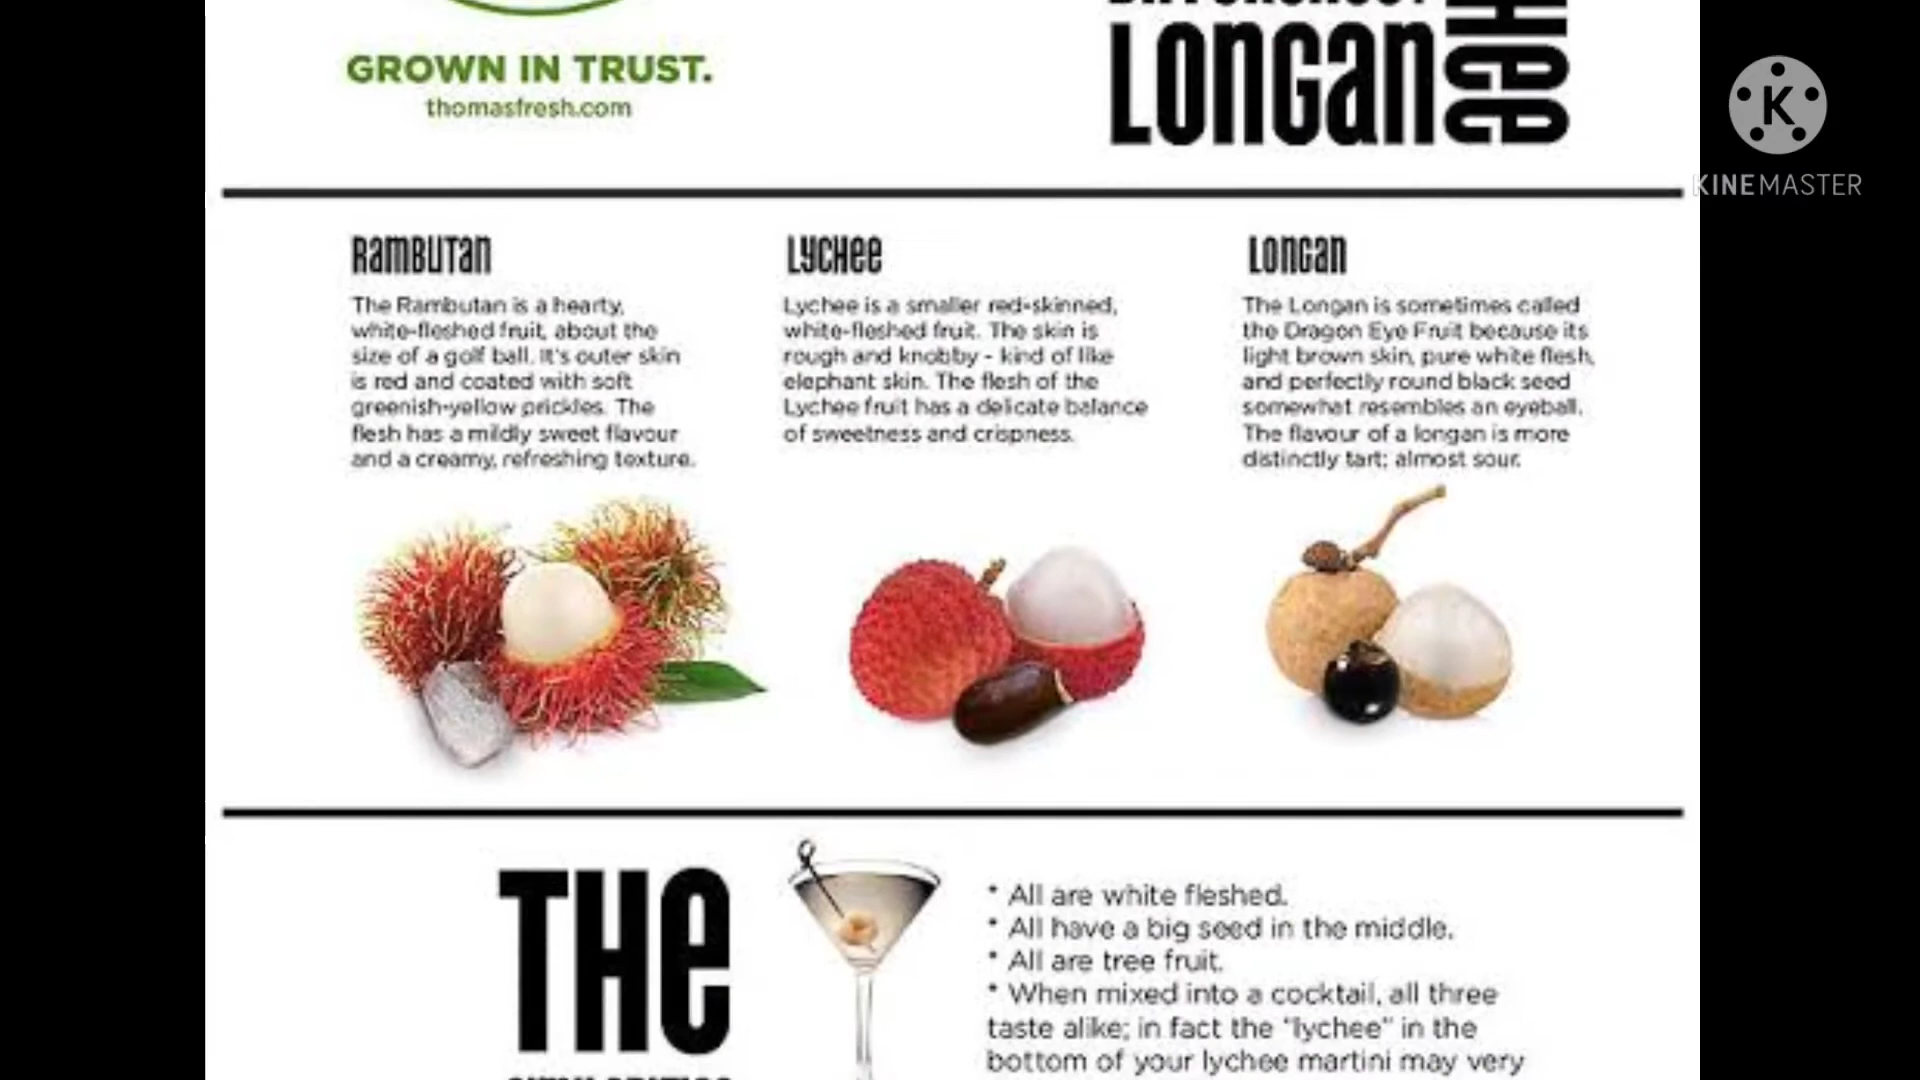 GROWN IN TRUST.
thomasfresh.com
LONGAN
HEE
KINEMASTER
RAMBUTAN
The Rambutan is a hearty,
white-fleshed fruit, about the
size of a golf ball. It's outer skin
is red and coated with soft
greenish-yellow prickles. The
flesh has a mildly sweet flavour
and a creamy, refreshing texture.
LYCHEE
Lychee is a smaller red-skinned,
white-fleshed fruit. The skin is
rough and knobby - kind of like
elephant skin. The flesh of the
Lychee fruit has a delicate balance
of sweetness and crispness.
LONGAN
The Longan is sometimes called
the Dragon Eye Fruit because its
light brown skin, pure white flesh,
and perfectly round black seed
somewhat resembles an eyeball.
The flavour of a longan is more
distinctly tart; almost sour.
THE
* All are white fleshed.
* All have a big seed in the middle.
* All are tree fruit.
* When mixed into a cocktail, all three
taste alike; in fact the "lychee" in the
bottom of your lychee martini may very